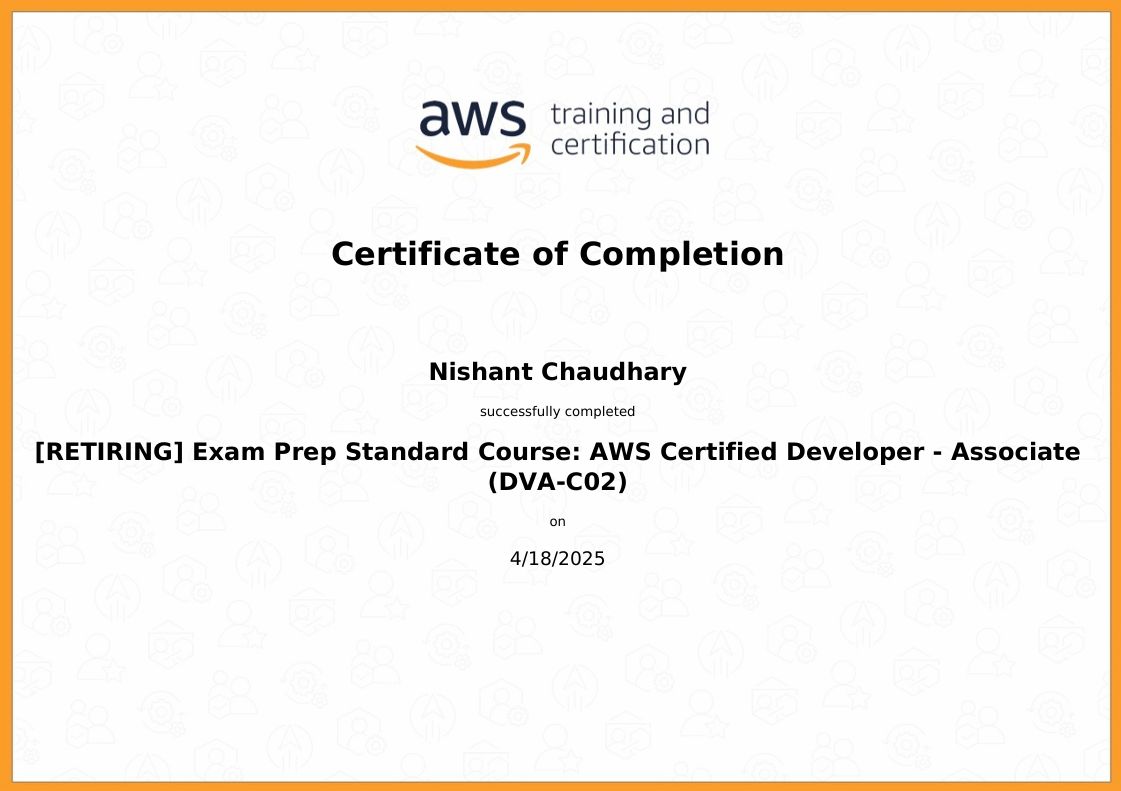 aws training and
certification
Certificate of Completion
Nishant Chaudhary
successfully completed
[RETIRING] Exam Prep Standard Course: AWS Certified Developer - Associate
(DVA-C02)
on
4/18/2025